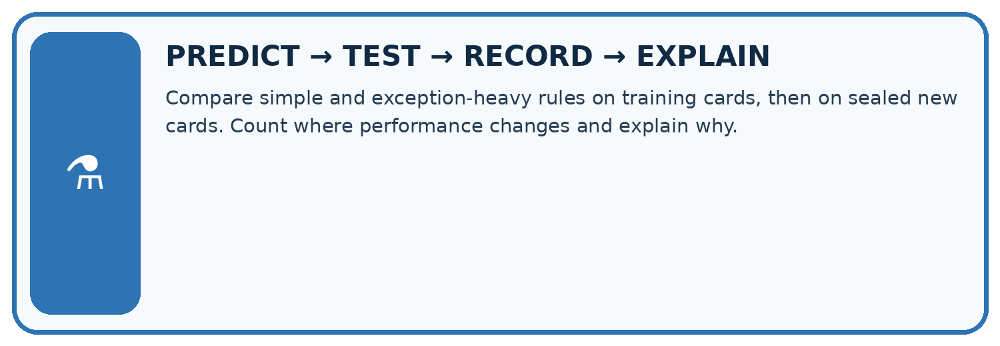 PREDICT → TEST → RECORD → EXPLAIN
Compare simple and exception-heavy rules on training cards, then on sealed new
cards. Count where performance changes and explain why.